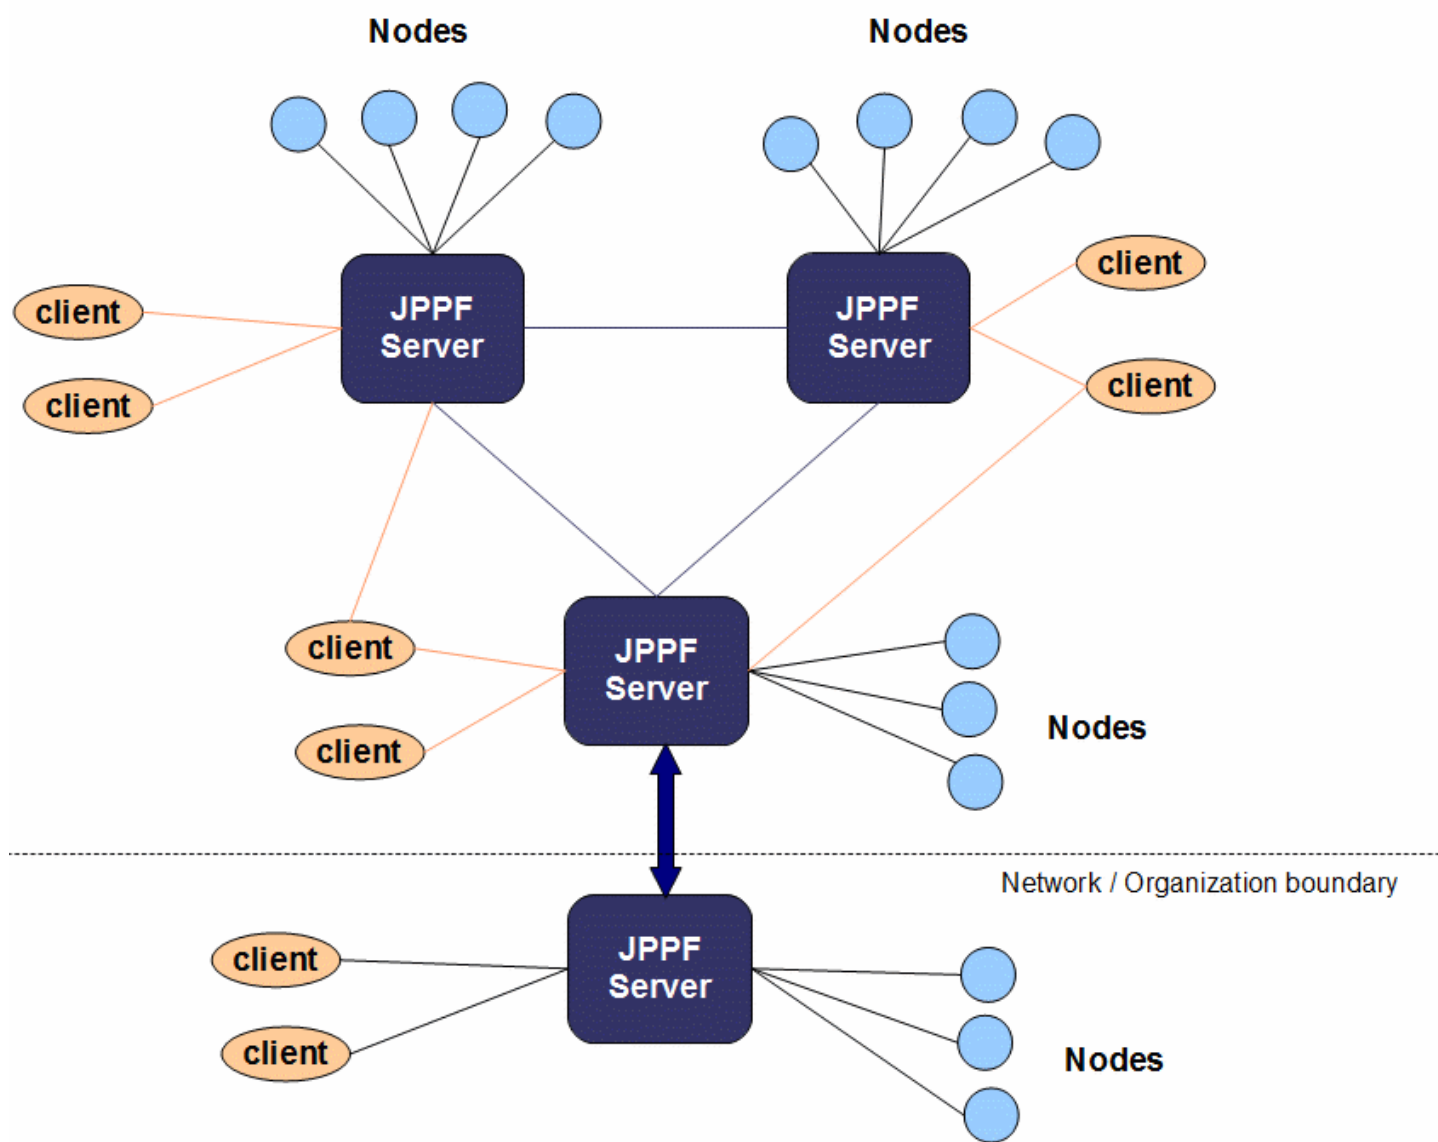 Nodes
Nodes
client
client
JPPF
Server
JPPF
Server
client
client
client
client
JPPF
Server
Nodes
Network / Organization boundary
client
client
JPPF
Server
Nodes